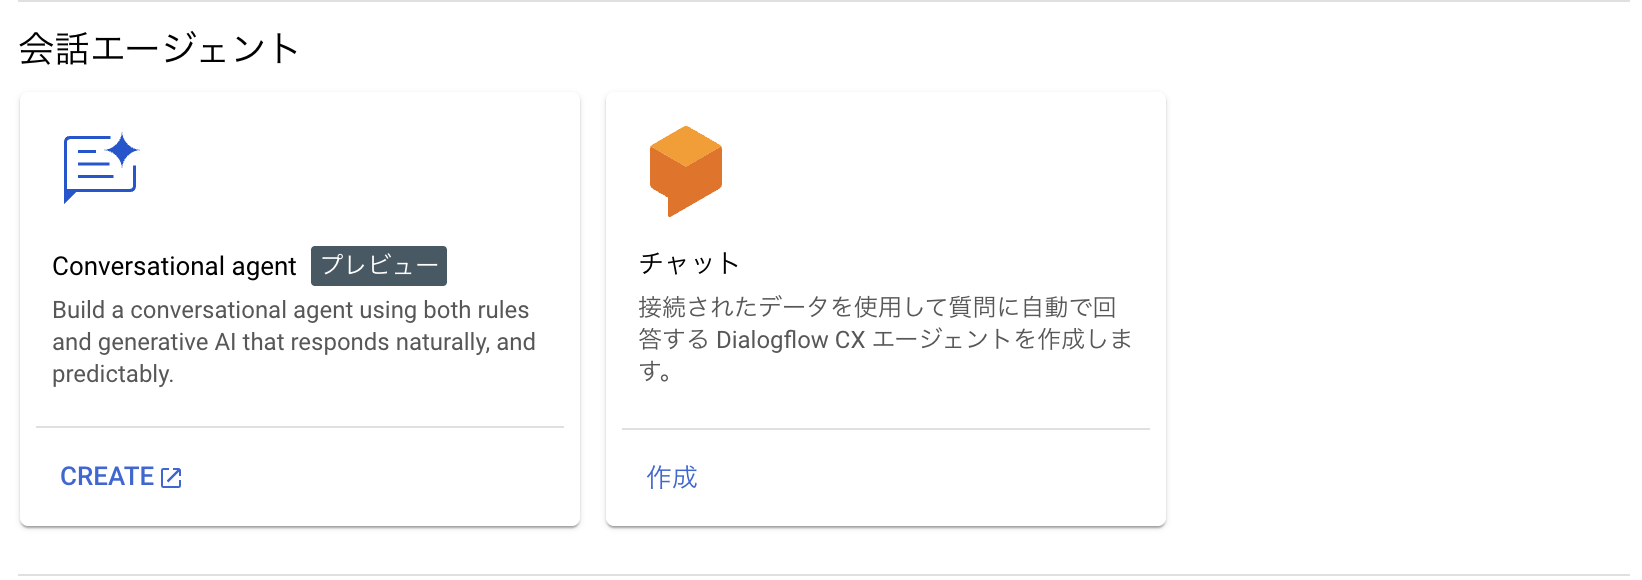 会話エージェント
Conversational agent プレビュー
Build a conversational agent using both rules
and generative AI that responds naturally, and
predictably.
CREATE
チャット
接続されたデータを使用して質問に自動で回
答する Dialogflow CX エージェントを作成しま
す。
作成